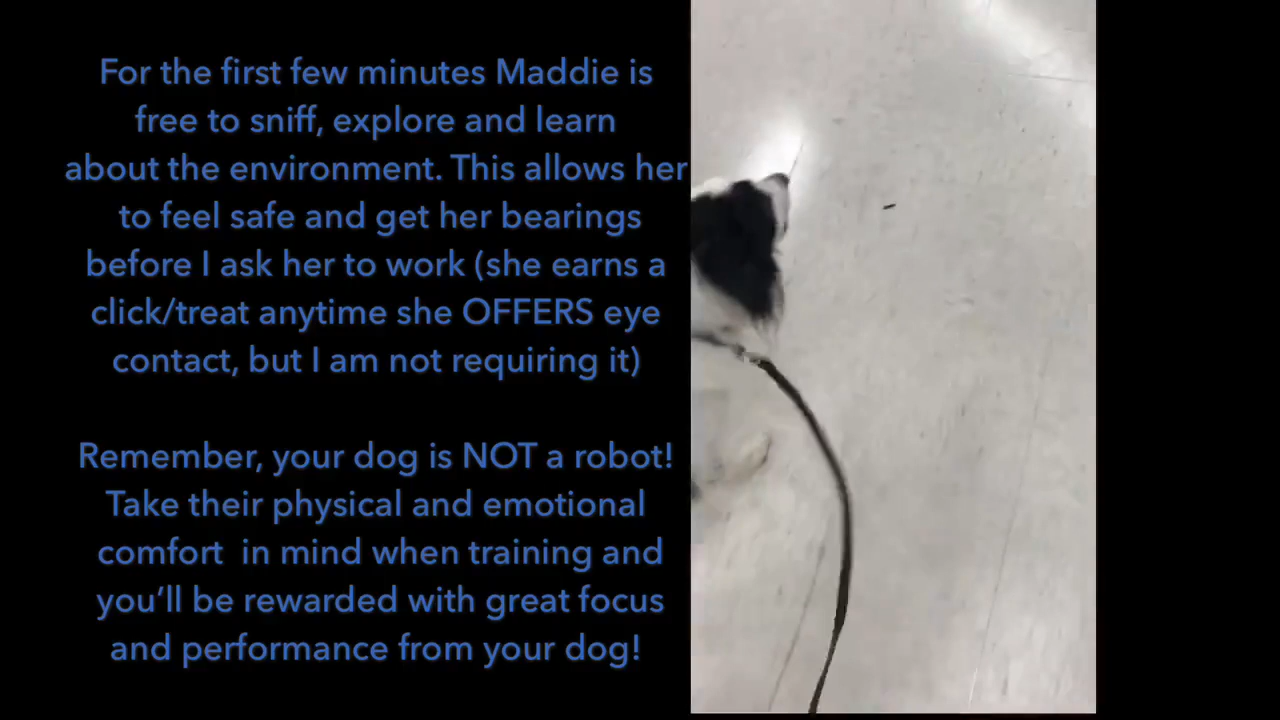 For the first few minutes Maddie is
free to sniff, explore and learn
about the environment. This allows her
to feel safe and get her bearings
before I ask her to work (she earns a
click/treat anytime she OFFERS eye
contact, but I am not requiring it)
Remember, your dog is NOT a robot!
Take their physical and emotional
comfort  in mind when training and
you’ll be rewarded with great focus
and performance from your dog!